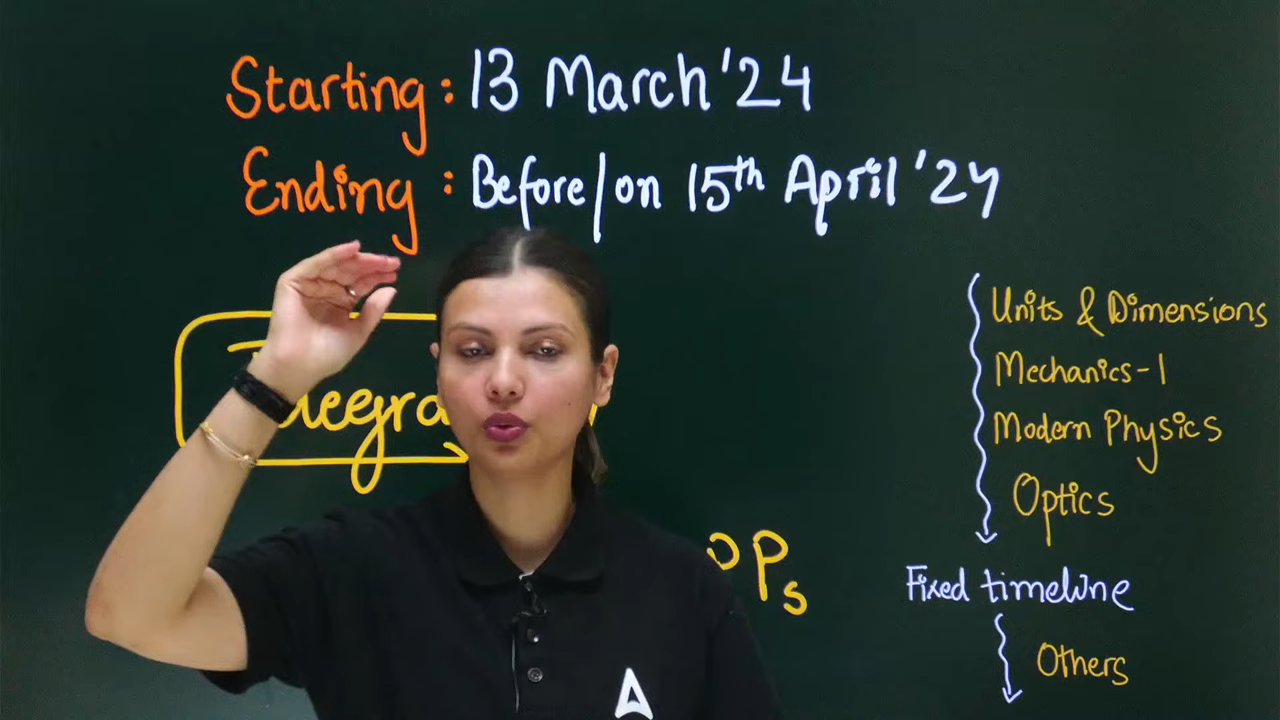 Starting : 13 March '24
Ending : Before/on 15th April '24
Units & Dimensions
Mechanics-1
Modern Physics
Optics
Fixed timeline
Others